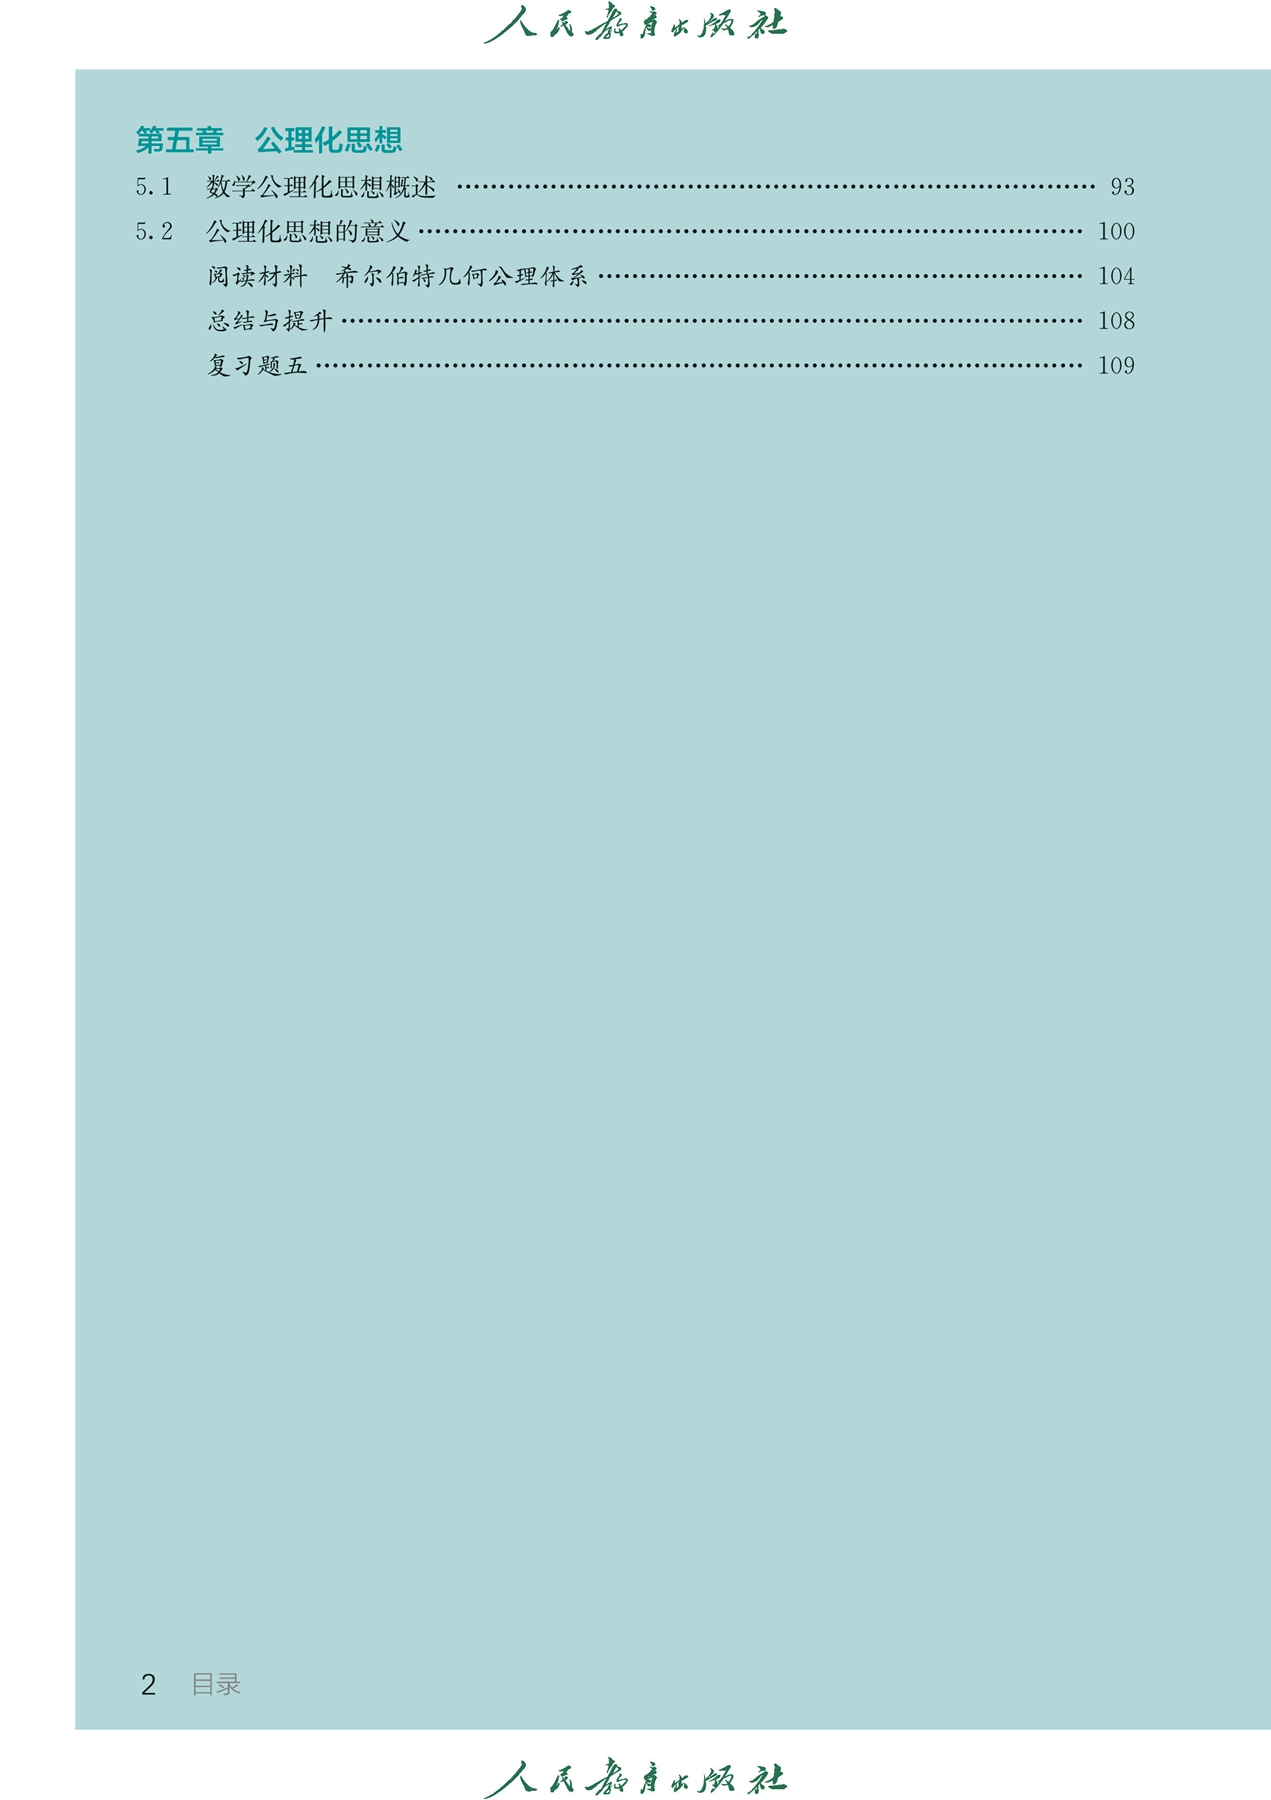 人民教育出版社
第五章 公理化思想
5.1 数学公理化思想概述 …………………………………………………………………… 93
5.2 公理化思想的意义 …………………………………………………………………… 100
阅读材料 希尔伯特几何公理体系 ………………………………………………… 104
总结与提升 …………………………………………………………………………… 108
复习题五 ……………………………………………………………………………… 109
2 目录
人民教育出版社